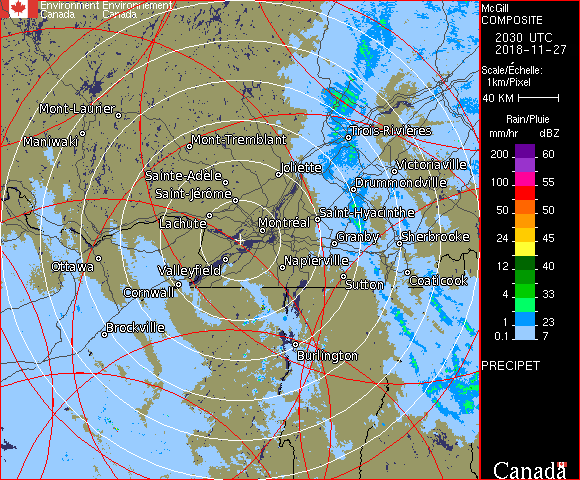 Environment Environnement
Canada Canada
McGill
COMPOSITE
2030 UTC
2018-11-27
Scale/Échelle:
1km/Pixel
40 KM
Rain/Pluie
mm/hr dBZ
200 60
100 55
50 50
24 45
12 40
4 33
1 23
0.1 7
PRECIPET
Canada
Mont-Laurier
Maniwaki
Mont-Tremblant
Trois-Rivières
Sainte-Adèle
Joliette
Victoriaville
Saint-Jérôme
Drummondville
Lachute
Montréal
Saint-Hyacinthe
Granby
Sherbrooke
Ottawa
Valleyfield
Napierville
Cornwall
Sutton
Coaticook
Brockville
Burlington